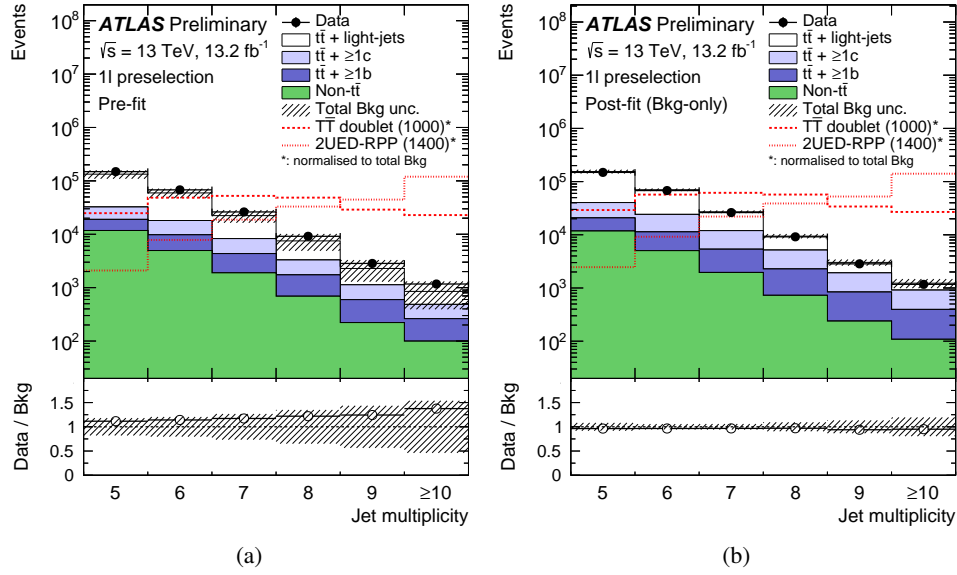 Events
10⁸
10⁷
10⁶
10⁵
10⁴
10³
10²
ATLAS Preliminary
√s = 13 TeV, 13.2 fb⁻¹
1l preselection
Pre-fit
Data
tt̄ + light-jets
tt̄ + ≥1c
tt̄ + ≥1b
Non-tt̄
Total Bkg unc.
TT̄ doublet (1000)*
2UED-RPP (1400)*
*: normalised to total Bkg
Data / Bkg
1.5
1
0.5
0
5 6 7 8 9 ≥10
Jet multiplicity
(a)
Events
10⁸
10⁷
10⁶
10⁵
10⁴
10³
10²
ATLAS Preliminary
√s = 13 TeV, 13.2 fb⁻¹
1l preselection
Post-fit (Bkg-only)
Data
tt̄ + light-jets
tt̄ + ≥1c
tt̄ + ≥1b
Non-tt̄
Total Bkg unc.
TT̄ doublet (1000)*
2UED-RPP (1400)*
*: normalised to total Bkg
Data / Bkg
1.5
1
0.5
0
5 6 7 8 9 ≥10
Jet multiplicity
(b)